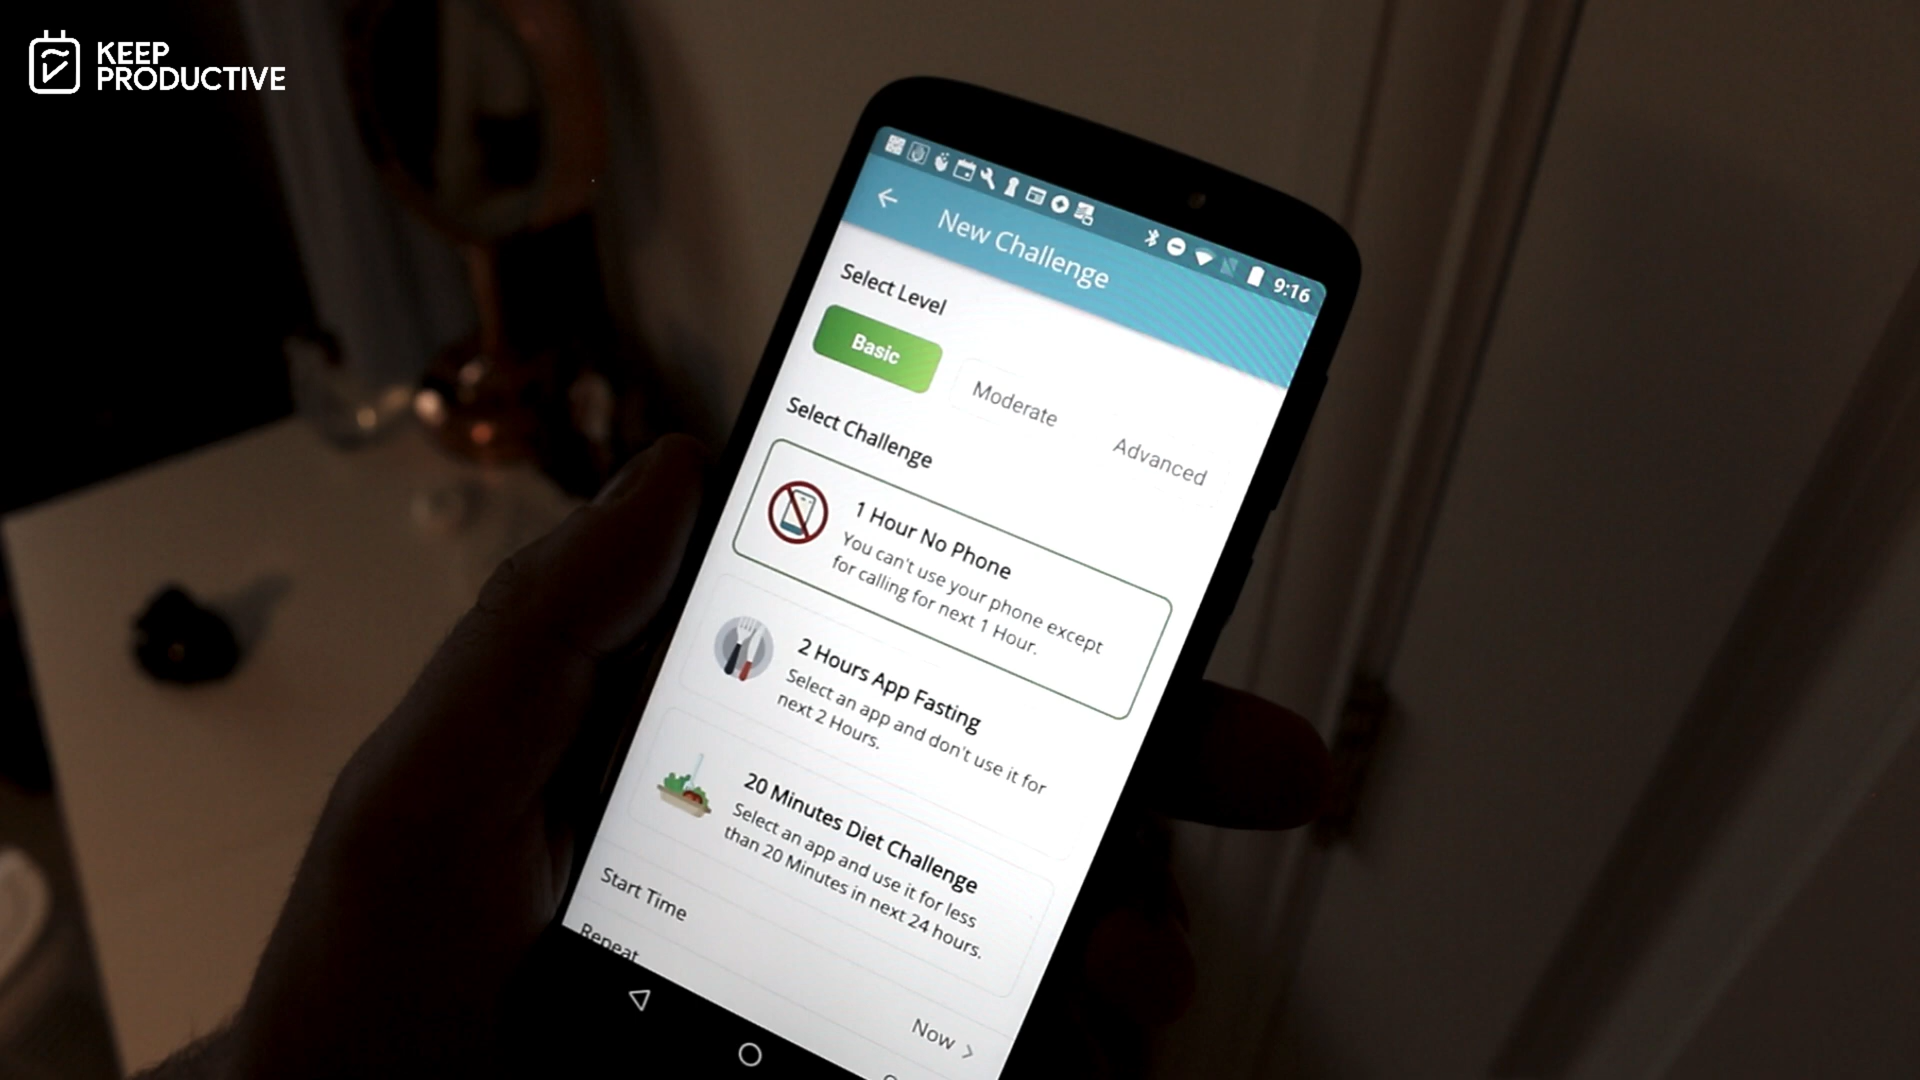 KEEP
PRODUCTIVE
9:16
New Challenge
Select Level
Basic
Moderate
Advanced
Select Challenge
1 Hour No Phone
You can't use your phone except
for calling for next 1 Hour.
2 Hours App Fasting
Select an app and don't use it for
next 2 Hours.
20 Minutes Diet Challenge
Select an app and use it for less
than 20 Minutes in next 24 hours.
Start Time
Now
Repeat